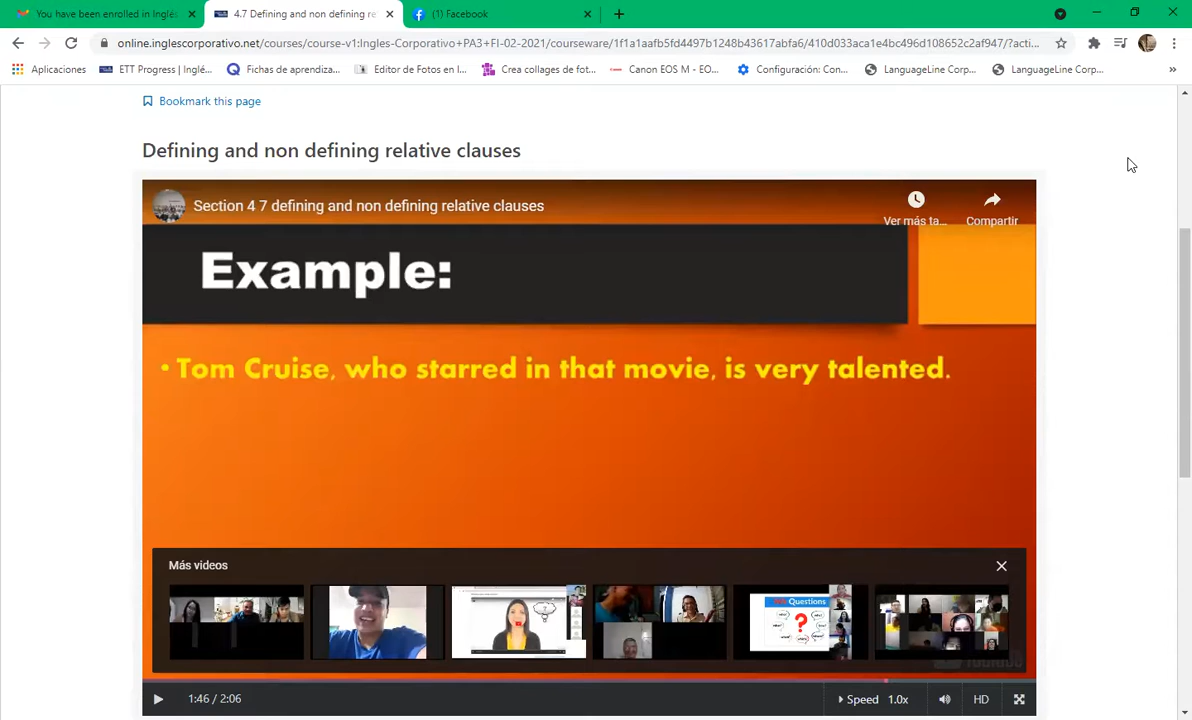 You have been enrolled in Inglés
4.7 Defining and non defining re
(1) Facebook
online.inglescorporativo.net/courses/course-v1:Ingles-Corporativo+PA3+FI-02-2021/courseware/1f1a1aafb5fd4497b1248b43617abfa6/410d033aca1e4bc496d108652c2af947/?acti...
Aplicaciones
ETT Progress | Inglé...
Fichas de aprendiza...
Editor de Fotos en l...
Crea collages de fot...
Canon EOS M - EO...
Configuración: Con...
LanguageLine Corp...
LanguageLine Corp...
Bookmark this page
Defining and non defining relative clauses
Section 4 7 defining and non defining relative clauses
Ver más ta...
Compartir
Example:
• Tom Cruise, who starred in that movie, is very talented.
Más videos
Questions
1:46 / 2:06
Speed 1.0x
HD